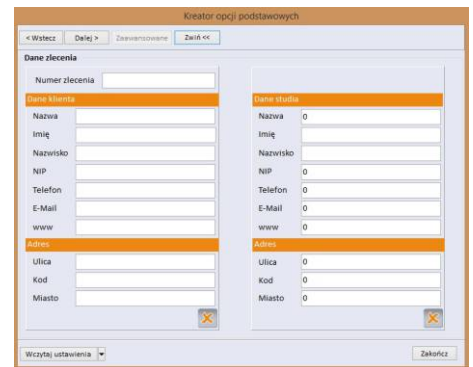 Kreator opcji podstawowych
< Wstecz Dalej > Zaawansowane Zwiń <<
Dane zlecenia
Numer zlecenia
Dane klienta
Nazwa
Imię
Nazwisko
NIP
Telefon
E-Mail
www
Adres
Ulica
Kod
Miasto
Dane studia
Nazwa 0
Imię
Nazwisko
NIP 0
Telefon 0
E-Mail 0
www 0
Adres
Ulica 0
Kod 0
Miasto 0
Wczytaj ustawienia Zakończ